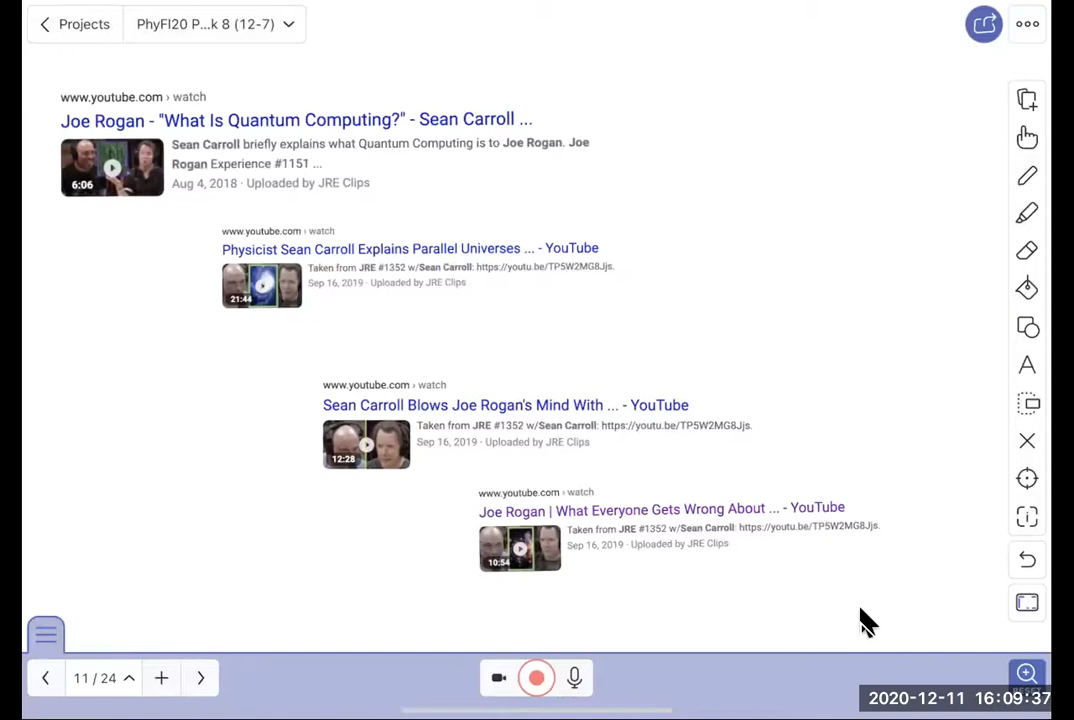 Projects
PhyFI20 P...k 8 (12-7)
www.youtube.com › watch
Joe Rogan - "What Is Quantum Computing?" - Sean Carroll ...
Sean Carroll briefly explains what Quantum Computing is to Joe Rogan. Joe
Rogan Experience #1151 ...
6:06
Aug 4, 2018 · Uploaded by JRE Clips
www.youtube.com › watch
Physicist Sean Carroll Explains Parallel Universes ... - YouTube
Taken from JRE #1352 w/Sean Carroll: https://youtu.be/TP5W2MG8Jjs.
Sep 16, 2019 · Uploaded by JRE Clips
21:44
www.youtube.com › watch
Sean Carroll Blows Joe Rogan's Mind With ... - YouTube
Taken from JRE #1352 w/Sean Carroll: https://youtu.be/TP5W2MG8Jjs.
Sep 16, 2019 · Uploaded by JRE Clips
12:28
www.youtube.com › watch
Joe Rogan | What Everyone Gets Wrong About ... - YouTube
Taken from JRE #1352 w/Sean Carroll: https://youtu.be/TP5W2MG8Jjs.
Sep 16, 2019 · Uploaded by JRE Clips
10:54
11 / 24
2020-12-11 16:09:37